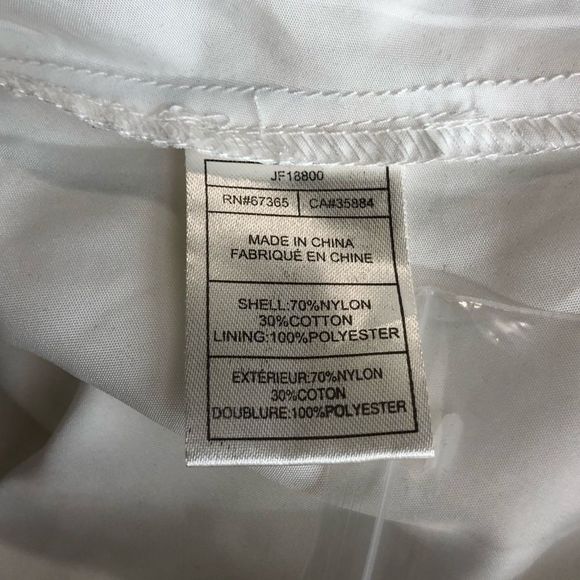 JF18800
RN#67365 CA#35884
MADE IN CHINA
FABRIQUÉ EN CHINE
SHELL:70%NYLON
30%COTTON
LINING:100%POLYESTER
EXTÉRIEUR:70%NYLON
30%COTON
DOUBLURE:100%POLYESTER